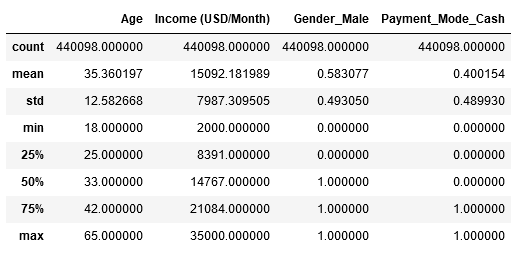 Age Income (USD/Month) Gender_Male Payment_Mode_Cash
count 440098.000000 440098.000000 440098.000000 440098.000000
mean 35.360197 15092.181989 0.583077 0.400154
std 12.582668 7987.309505 0.493050 0.489930
min 18.000000 2000.000000 0.000000 0.000000
25% 25.000000 8391.000000 0.000000 0.000000
50% 33.000000 14767.000000 1.000000 0.000000
75% 42.000000 21084.000000 1.000000 1.000000
max 65.000000 35000.000000 1.000000 1.000000